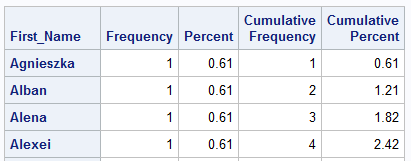 First_Name Frequency Percent Cumulative Frequency Cumulative Percent
Agnieszka 1 0.61 1 0.61
Alban 1 0.61 2 1.21
Alena 1 0.61 3 1.82
Alexei 1 0.61 4 2.42